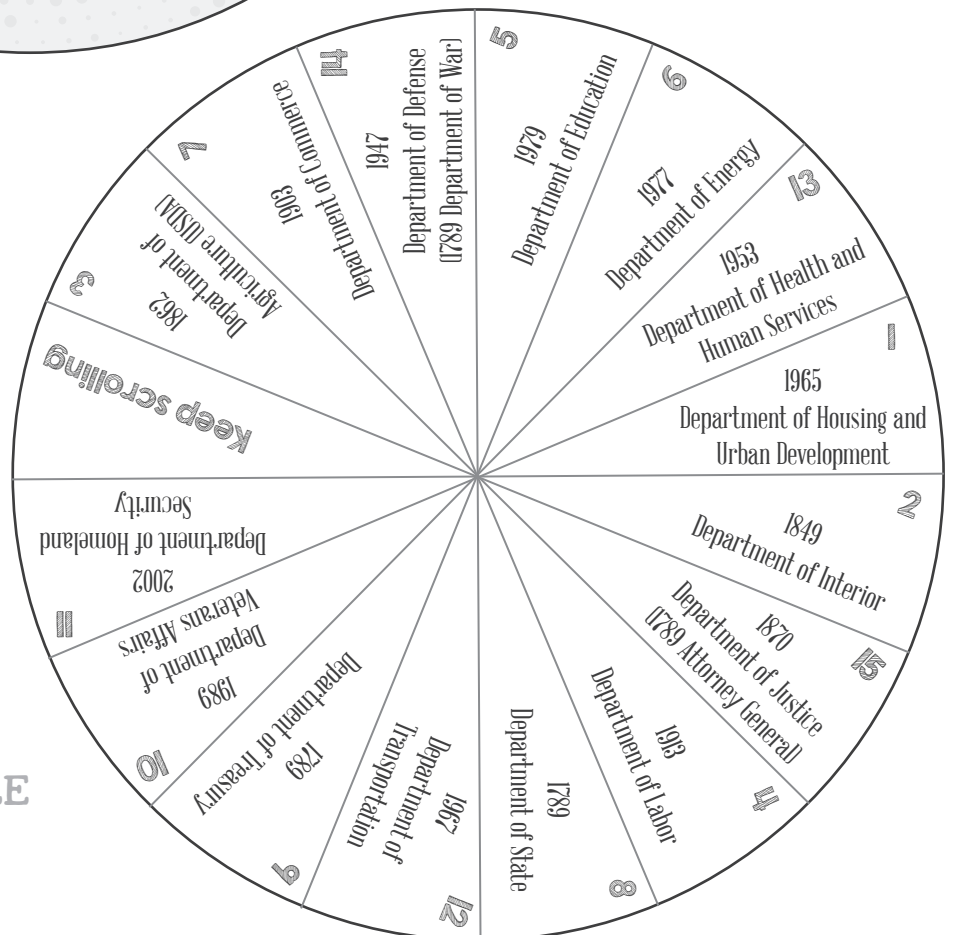 5
1979
Department of Education
6
1977
Department of Energy
13
1953
Department of Health and
Human Services
1
1965
Department of Housing and
Urban Development
2
1849
Department of Interior
15
1870
Department of Justice
(1789 Attorney General)
4
1913
Department of Labor
8
1789
Department of State
12
1967
Department of
Transportation
9
1789
Department of Treasury
10
1989
Department of
Veterans Affairs
11
2002
Department of Homeland
Security
Keep scrolling
3
1862
Department of
Agriculture (USDA)
7
1903
Department of Commerce
14
1947
Department of Defense
(1789 Department of War)